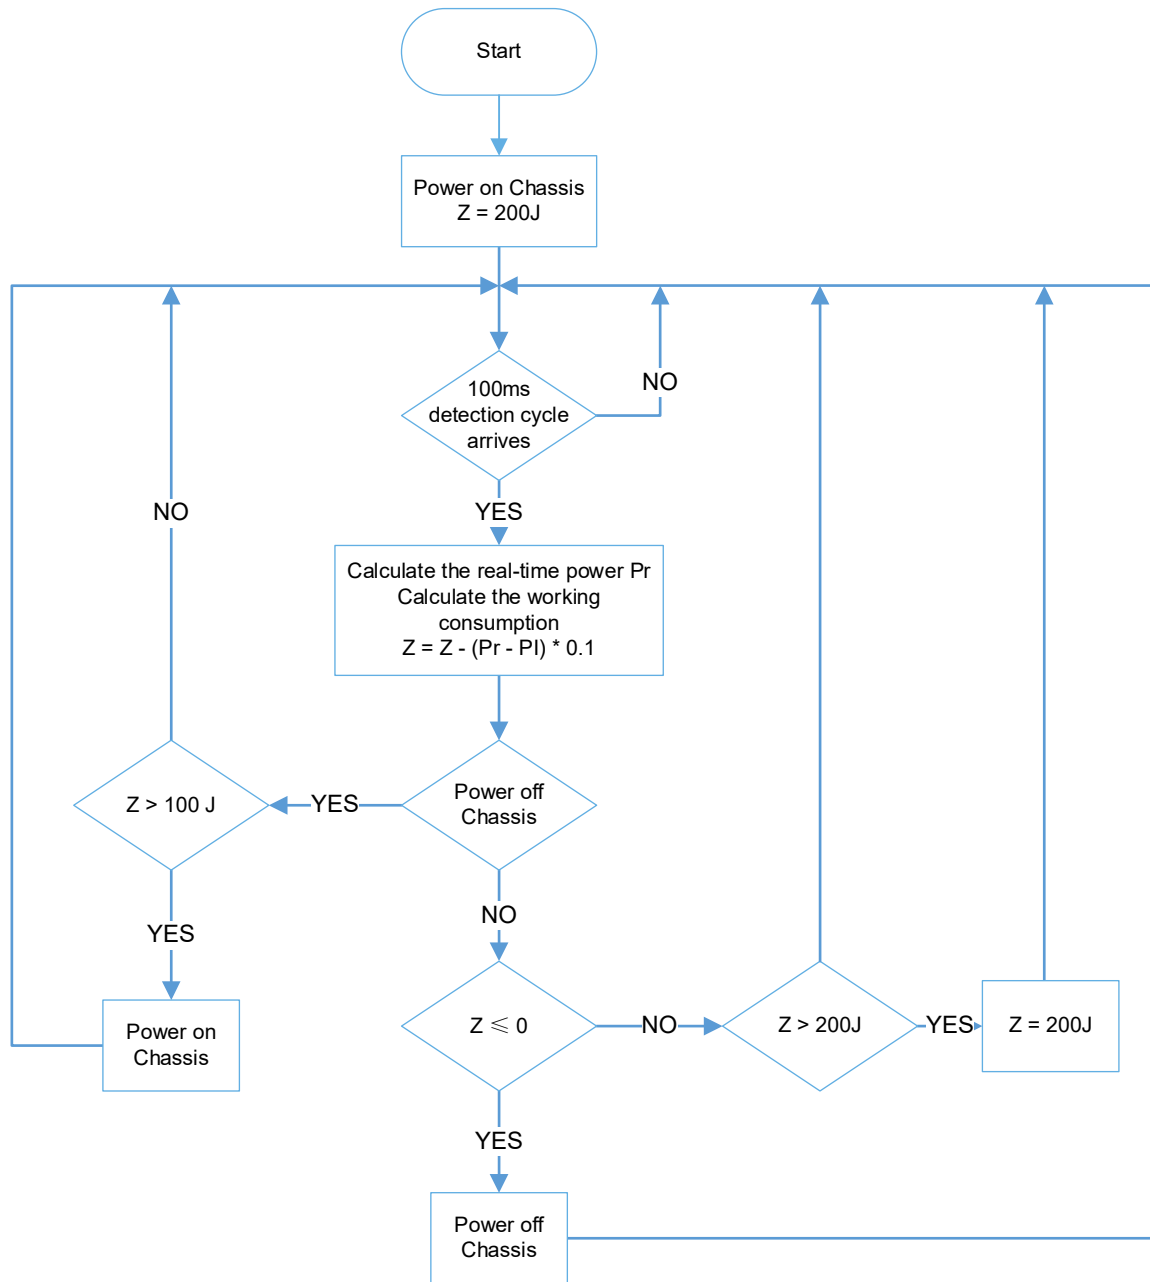 Start
Power on Chassis
Z = 200J
100ms
detection cycle
arrives
NO
YES
NO
Calculate the real-time power Pr
Calculate the working
consumption
Z = Z - (Pr - Pl) * 0.1
Z > 100 J
YES
Power off
Chassis
NO
YES
Power on
Chassis
Z ≤ 0
NO
Z > 200J
YES
Z = 200J
YES
Power off
Chassis